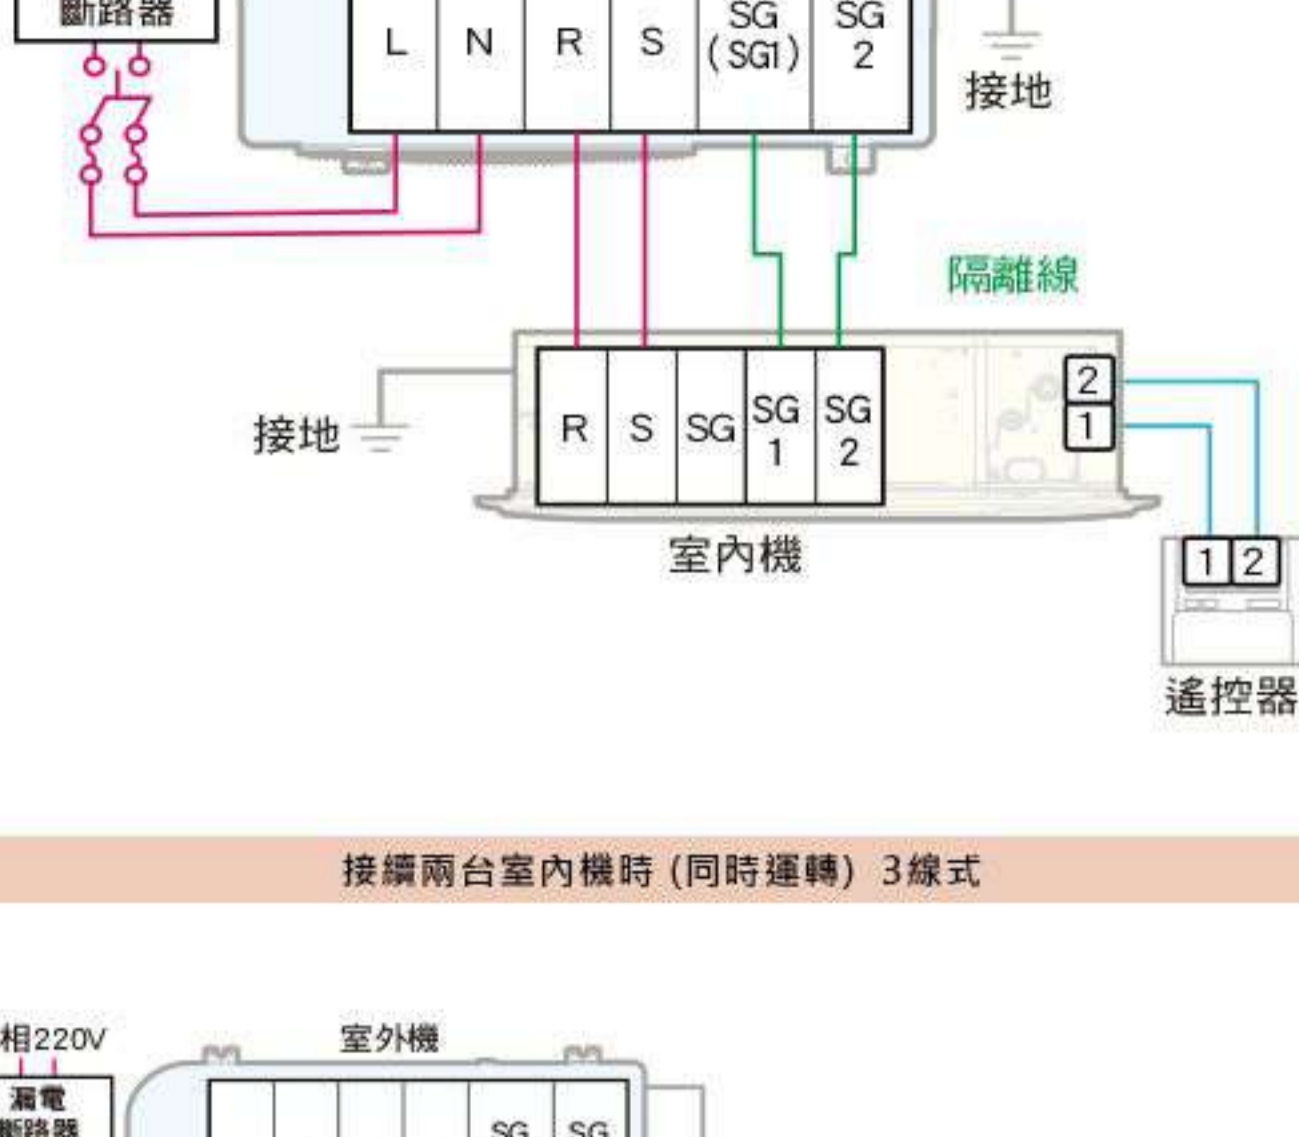 斷路器
L N R S SG (SG1) SG 2
接地
隔離線
R S SG SG 1 SG 2
2
1
接地
室內機
1 2
遙控器
接續兩台室內機時 (同時運轉) 3線式
相220V
室外機
漏電
斷路器
SG SG